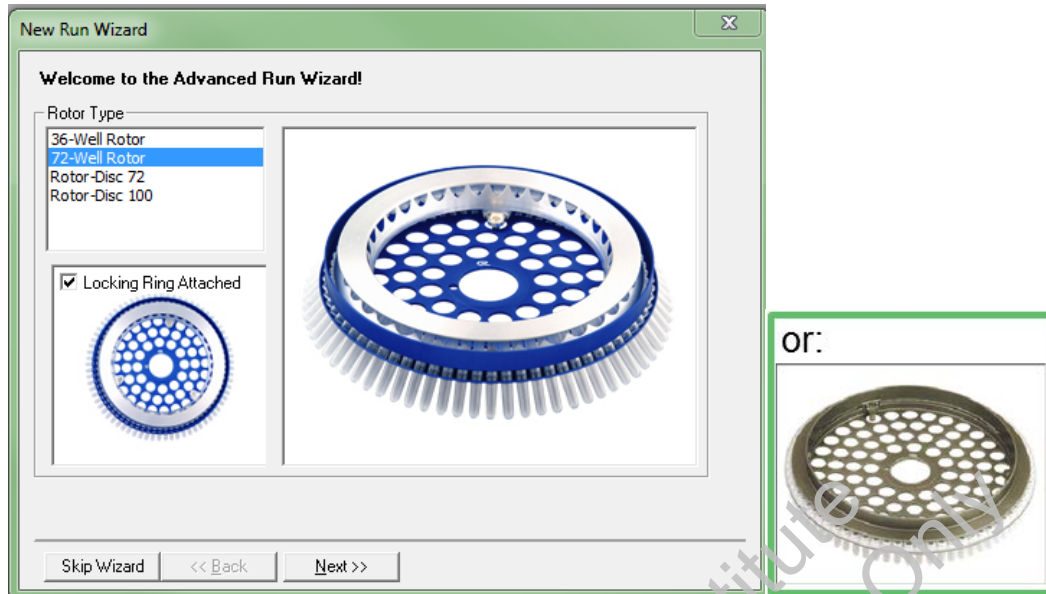 New Run Wizard
Welcome to the Advanced Run Wizard!
Rotor Type
36-Well Rotor
72-Well Rotor
Rotor-Disc 72
Rotor-Disc 100
Locking Ring Attached
Skip Wizard
<< Back
Next >>
or:
Only